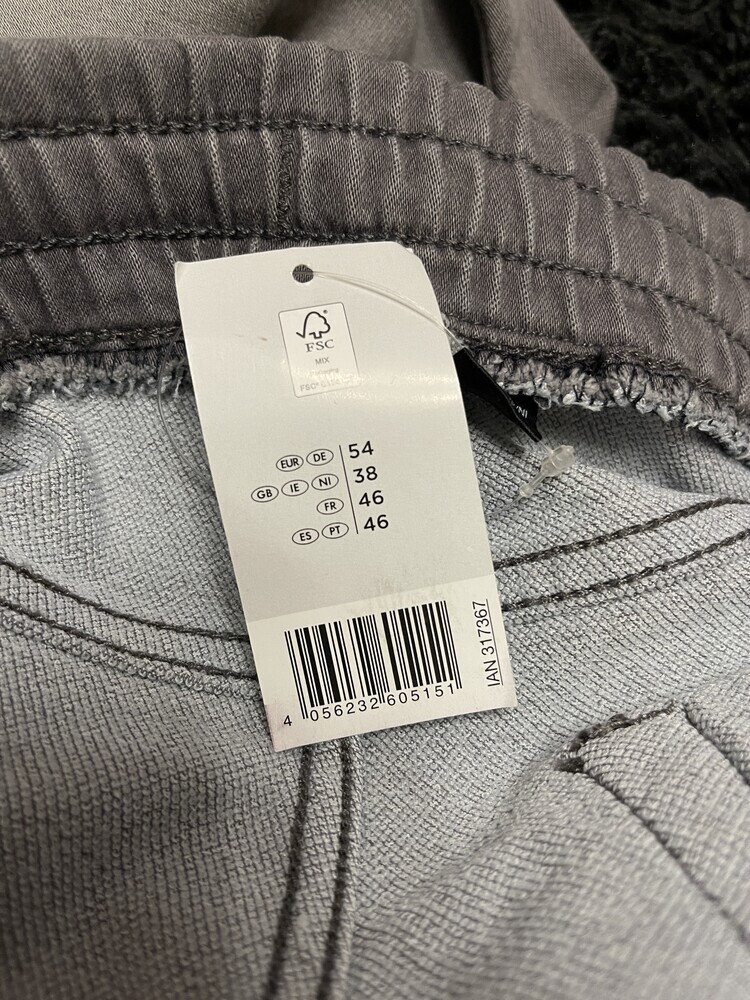 FSC
MIX
EUR DE 54
GB IE NI 38
FR 46
ES PT 46
4 056232 605151
IAN 317367